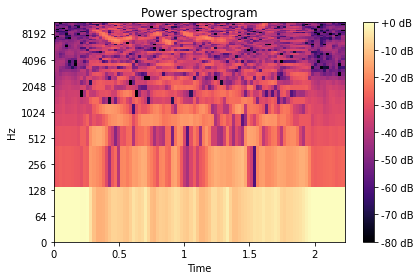 Power spectrogram
8192
4096
2048
1024
512
256
128
64
0
Hz
0
0.5
1
1.5
2
Time
+0 dB
-10 dB
-20 dB
-30 dB
-40 dB
-50 dB
-60 dB
-70 dB
-80 dB